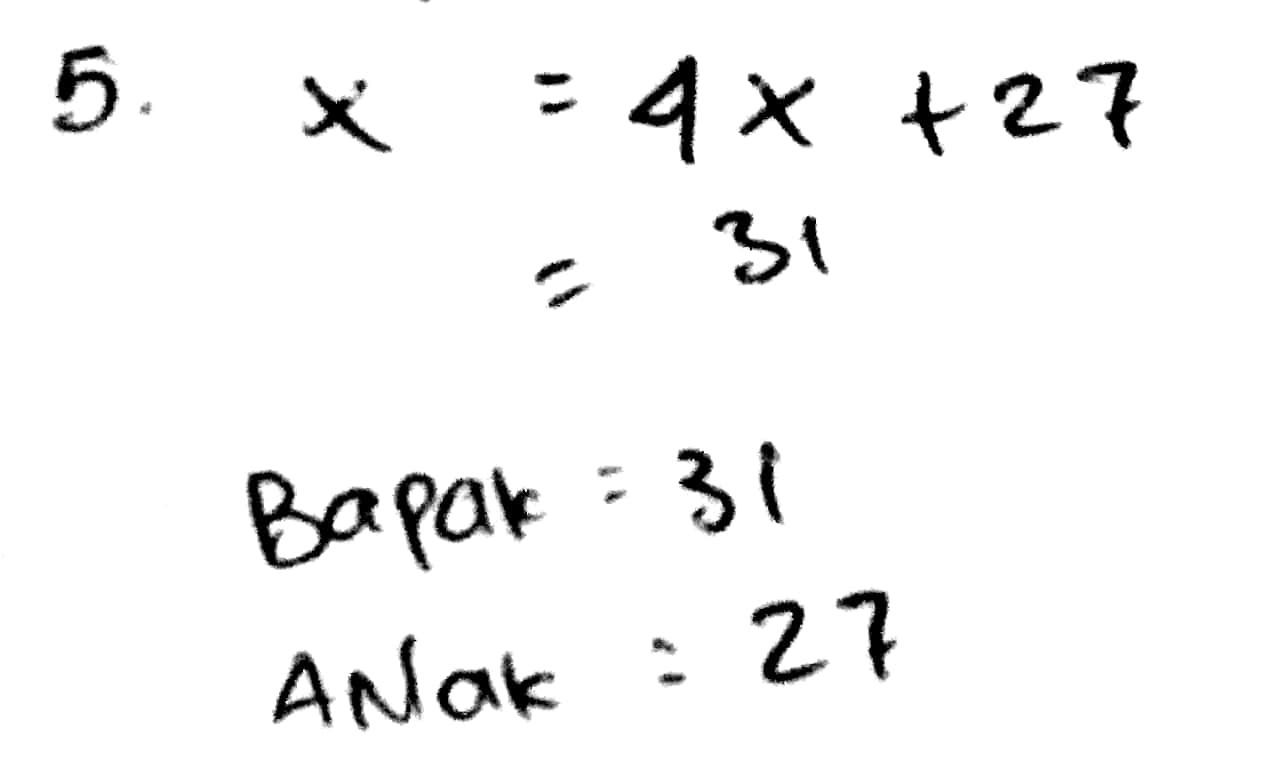 5. x = 4x + 27
= 31
Bapak = 31
ANak = 27